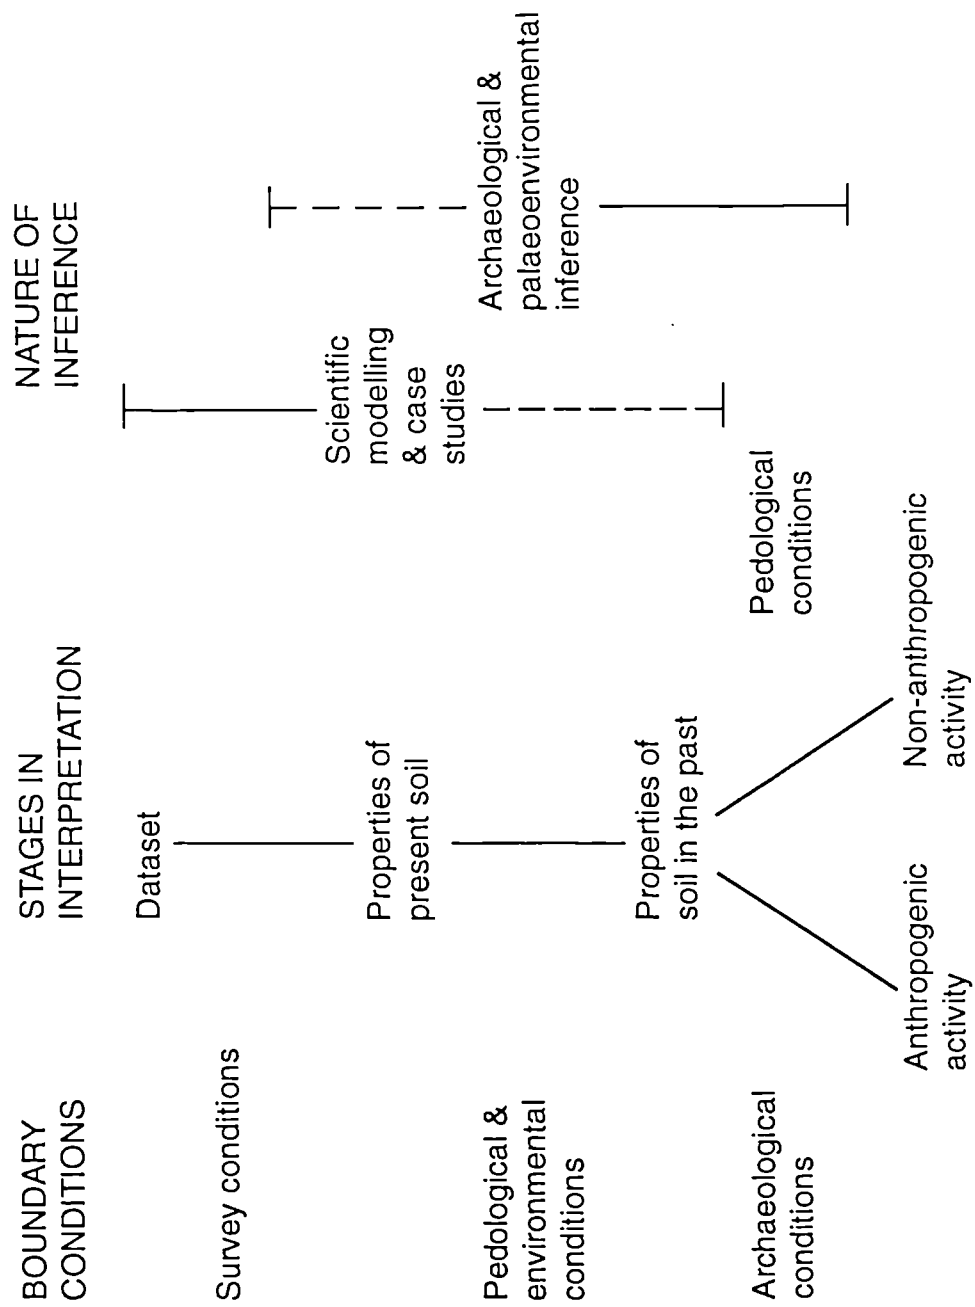 BOUNDARY
CONDITIONS
STAGES IN
INTERPRETATION
NATURE OF
INFERENCE
Survey conditions
Pedological &
environmental
conditions
Archaeological
conditions
Dataset
Properties of
present soil
Properties of
soil in the past
Anthropogenic
activity
Non-anthropogenic
activity
Pedological
conditions
Scientific
modelling
& case
studies
Archaeological &
palaeoenvironmental
inference